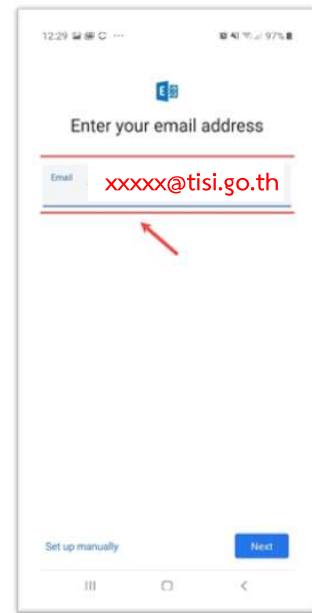 12:29
97%
Enter your email address
Email
xxxxx@tisi.go.th
Set up manually
Next